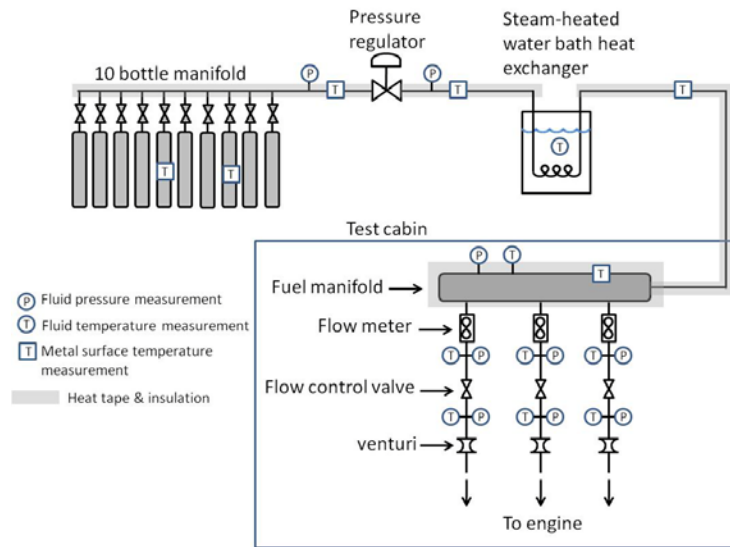 Pressure
regulator
Steam-heated
water bath heat
exchanger
10 bottle manifold
P
T
P
T
T
T
T
T
Test cabin
P
T
T
Fuel manifold
Flow meter
P Fluid pressure measurement
T Fluid temperature measurement
T Metal surface temperature
measurement
Heat tape & insulation
T P T P T P
Flow control valve
T P T P T P
venturi
To engine